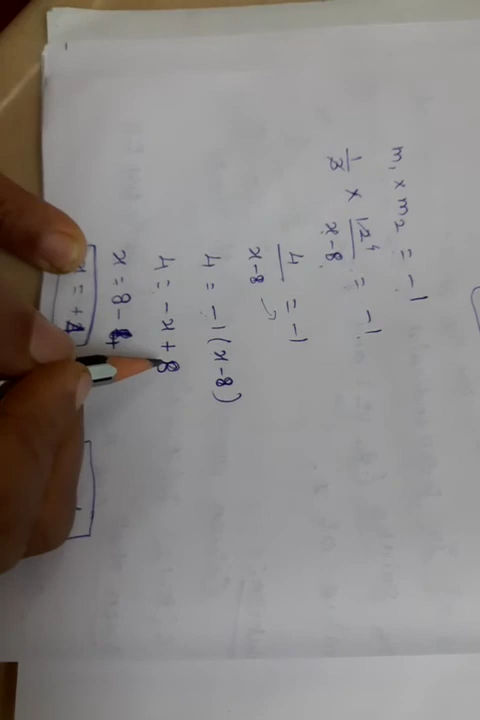 m₁ × m₂ = -1
1/3 × 12⁴/x-8 = -1
4/x-8 = -1
4 = -1(x-8)
4 = -x+8
x = 8-4
x = +4